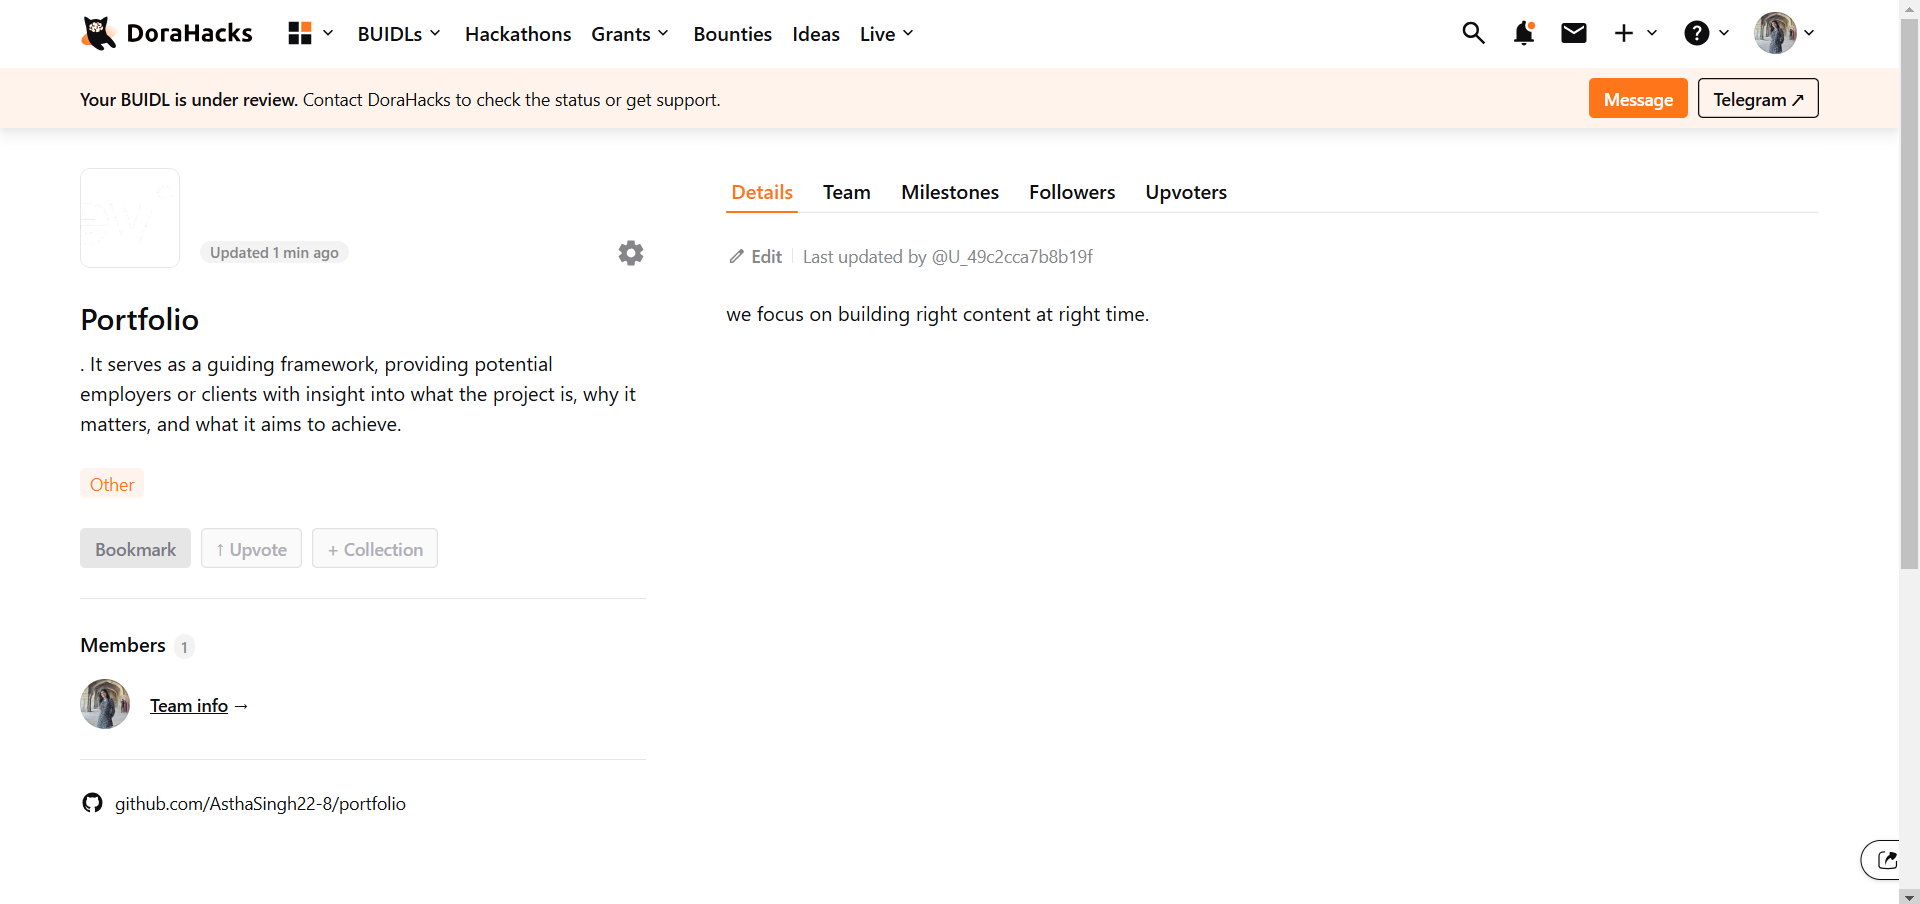 DoraHacks
BUIDLs
Hackathons
Grants
Bounties
Ideas
Live
Your BUIDL is under review. Contact DoraHacks to check the status or get support.
Message
Telegram ↗
Updated 1 min ago
Portfolio
. It serves as a guiding framework, providing potential
employers or clients with insight into what the project is, why it
matters, and what it aims to achieve.
Other
Bookmark
↑ Upvote
+ Collection
Members 1
Team info →
github.com/AsthaSingh22-8/portfolio
Details
Team
Milestones
Followers
Upvoters
Edit
Last updated by @U_49c2cca7b8b19f
we focus on building right content at right time.